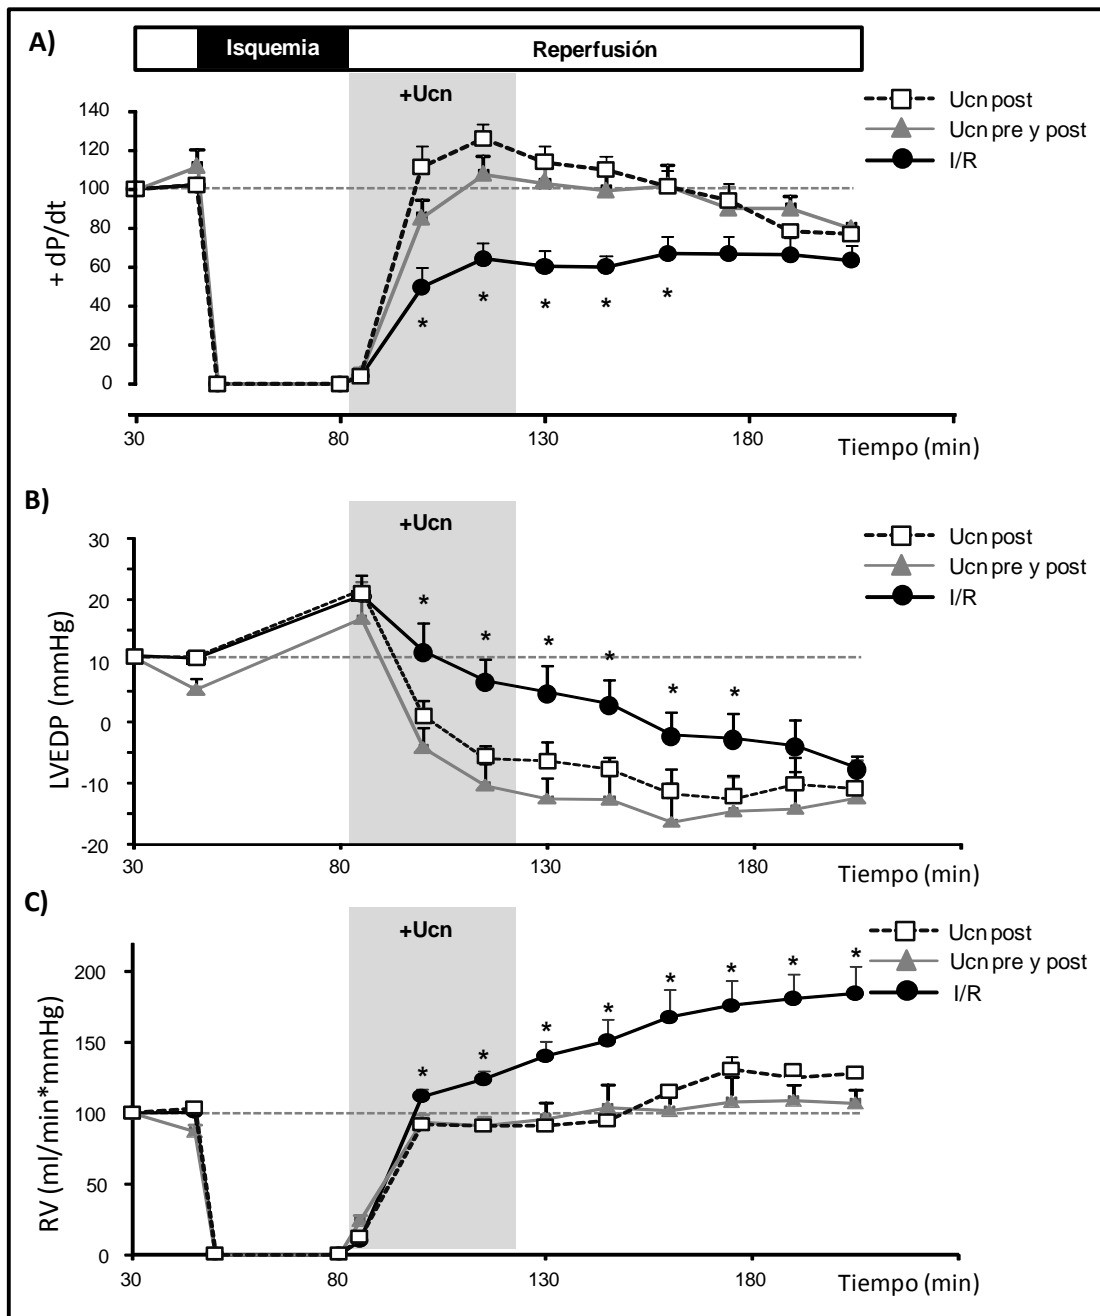 A)
Isquemia
Reperfusión
+Ucn
Ucn post
Ucn pre y post
I/R
140
120
100
80
60
40
20
0
+ dP/dt
* * * * *
30 80 130 180
Tiempo (min)
B)
+Ucn
Ucn post
Ucn pre y post
I/R
30
20
10
0
-10
-20
LVEDP (mmHg)
* * * * * *
30 80 130 180
Tiempo (min)
C)
+Ucn
Ucn post
Ucn pre y post
I/R
200
150
100
50
0
RV (ml/min*mmHg)
* * * * * * * *
30 80 130 180
Tiempo (min)